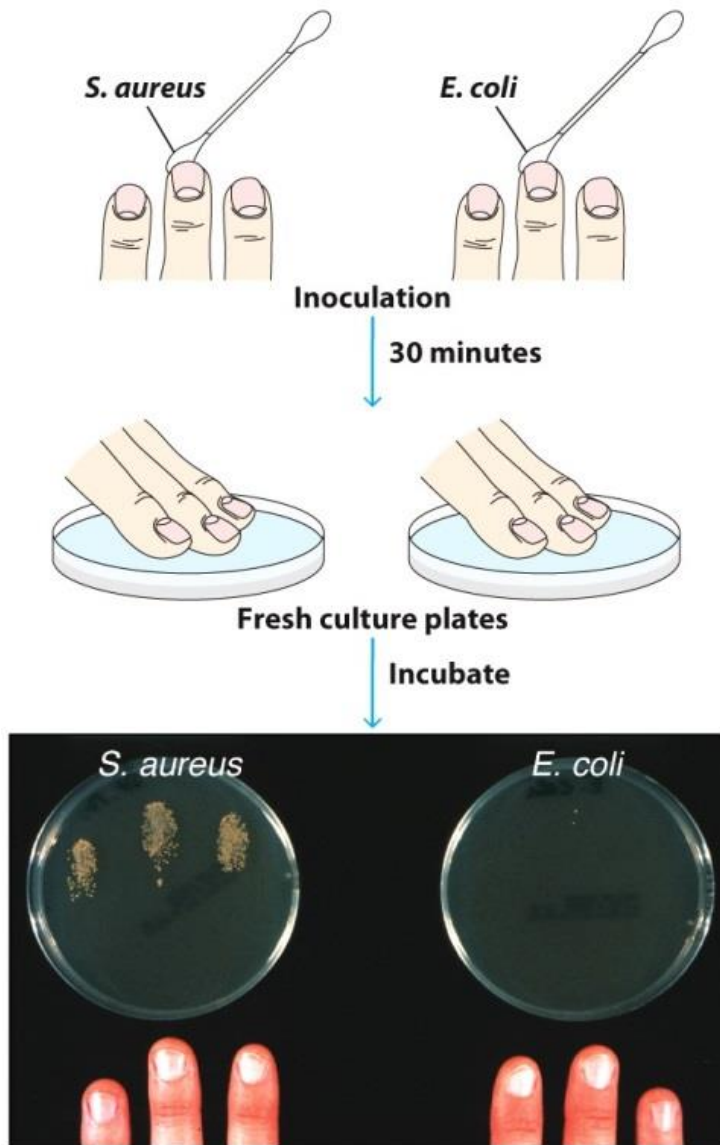 S. aureus
E. coli
Inoculation
30 minutes
Fresh culture plates
Incubate
S. aureus
E. coli